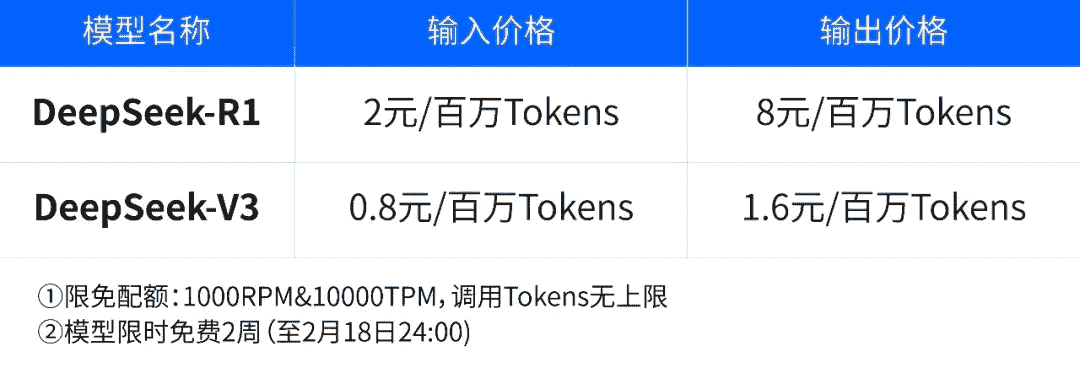 模型名称 输入价格 输出价格
DeepSeek-R1 2元/百万Tokens 8元/百万Tokens
DeepSeek-V3 0.8元/百万Tokens 1.6元/百万Tokens
①限免配额：1000RPM&10000TPM，调用Tokens无上限
②模型限时免费2周（至2月18日24:00)